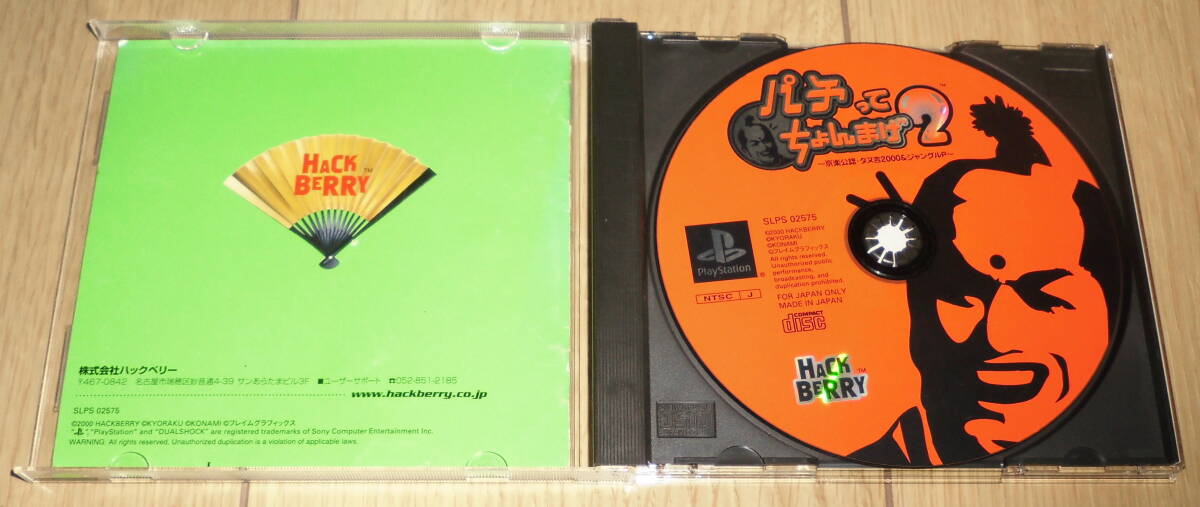 HACK
BERRY™
株式会社ハックベリー
〒467-0842 名古屋市瑞穂区妙音通4-39 サンあらたまビル3F ■ユーザーサポート ☎052-851-2185
www.hackberry.co.jp
SLPS 02575
©2000 HACKBERRY ©KYORAKU ©KONAMI ©フレイムグラフィックス
" ", "PlayStation" and "DUALSHOCK" are registered trademarks of Sony Computer Entertainment Inc.
WARNING: All rights reserved. Unauthorized duplication is a violation of applicable laws.
パチって
ちょんまげ2™
〜京楽公認・タヌ吉2000&ジャングルP〜
SLPS 02575
©2000 HACKBERRY
©KYORAKU
©KONAMI
©フレイムグラフィックス
All rights reserved.
Unauthorized public
performance,
broadcasting, and
duplication prohibited.
PlayStation®
NTSC J
FOR JAPAN ONLY
MADE IN JAPAN
COMPACT
disc
HACK
BERRY™